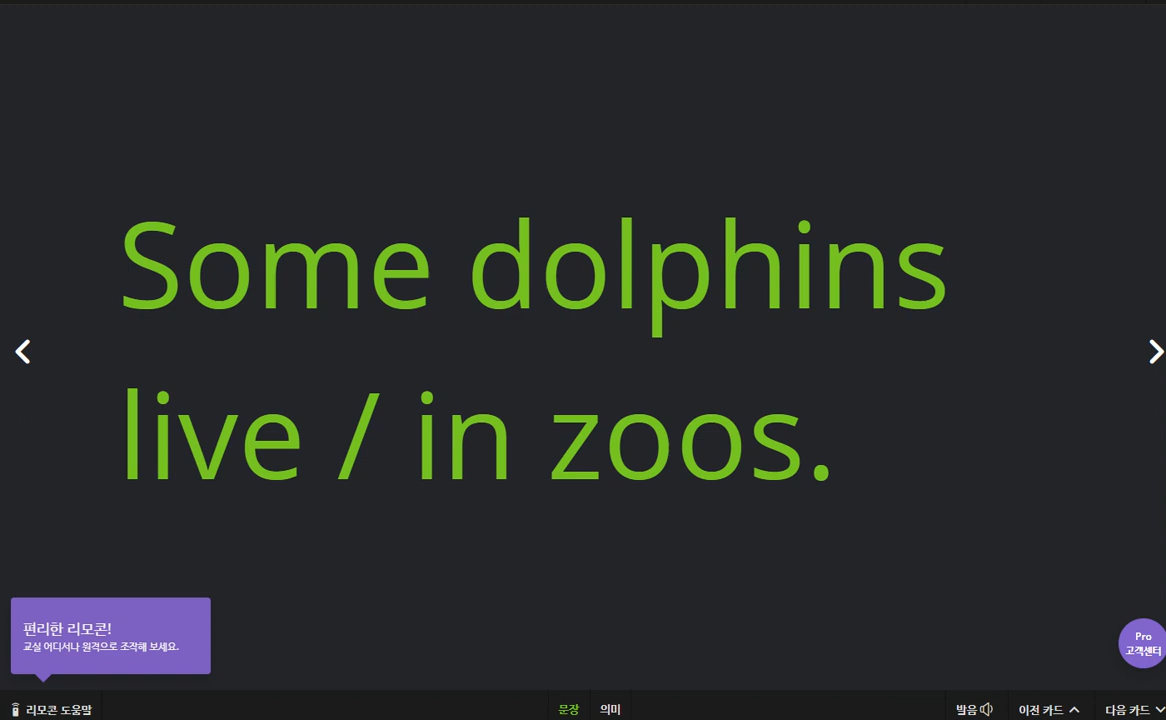 Some dolphins
live / in zoos.
편리한 리모콘!
교실 어디서나 원격으로 조작해 보세요.
Pro
고객센터
리모콘 도움말
문장
의미
발음
이전 카드
다음 카드